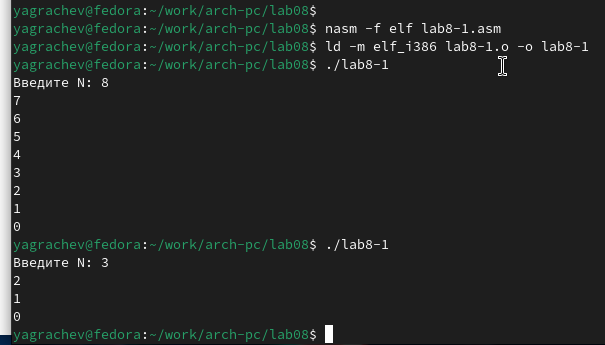 yagrachev@fedora:~/work/arch-pc/lab08$
yagrachev@fedora:~/work/arch-pc/lab08$ nasm -f elf lab8-1.asm
yagrachev@fedora:~/work/arch-pc/lab08$ ld -m elf_i386 lab8-1.o -o lab8-1
yagrachev@fedora:~/work/arch-pc/lab08$ ./lab8-1
Введите N: 8
7
6
5
4
3
2
1
0
yagrachev@fedora:~/work/arch-pc/lab08$ ./lab8-1
Введите N: 3
2
1
0
yagrachev@fedora:~/work/arch-pc/lab08$